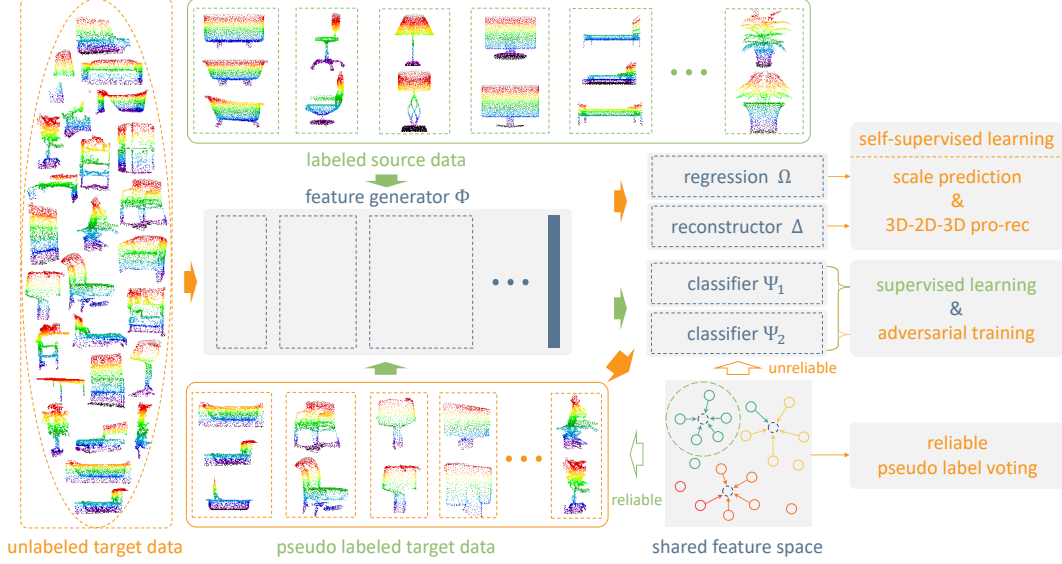 labeled source data
feature generator Φ
regression Ω
reconstructor Δ
classifier Ψ1
classifier Ψ2
self-supervised learning
scale prediction
&
3D-2D-3D pro-rec
supervised learning
&
adversarial training
unreliable
reliable
reliable
pseudo label voting
unlabeled target data
pseudo labeled target data
shared feature space